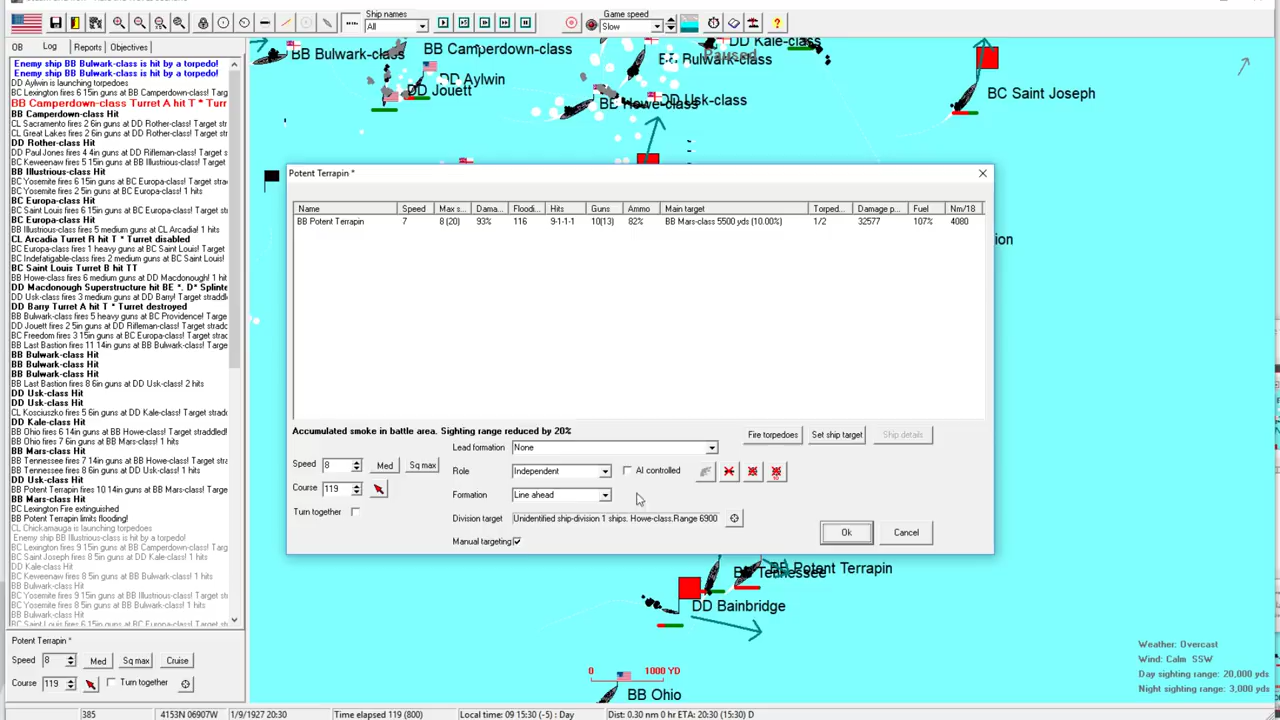 Ship names
All
Game speed
Slow
OB Log Reports Objectives
Enemy ship BB Bulwark-class is hit by a torpedo!
Enemy ship BB Bulwark-class is hit by a torpedo!
DD Aylwin is launching torpedoes
BC Lexington fires 6 15in guns at BB Camperdown-class! Targe
BB Camperdown-class Turret A hit T * Turr
BB Camperdown-class Hit
CL Sacramento fires 2 6in guns at DD Rother-class! Target stra
CL Great Lakes fires 2 6in guns at DD Rother-class! Target stra
DD Rother-class Hit
DD Paul Jones fires 4 4in guns at DD Rifleman-class! Target str
BC Keweenaw fires 5 15in guns at BB Illustrious-class! Target
BB Illustrious-class Hit
BC Yosemite fires 6 15in guns at BC Europa-class! Target strad
BC Yosemite fires 2 5in guns at BC Europa-class! 1 hits
BC Europa-class Hit
BC Saint Louis fires 6 15in guns at BC Europa-class! Target str
BC Europa-class Hit
BB Illustrious-class fires 5 medium guns at CL Arcadia! 1 hits
CL Arcadia Turret R hit T * Turret disabled
BC Europa-class fires 1 heavy guns at BC Saint Louis! Target s
BC Indefatigable-class fires 2 medium guns at BC Saint Louis!
BC Saint Louis Turret B hit TT
BB Howe-class fires 6 medium guns at DD Macdonough! 1 hit
DD Macdonough Superstructure hit BE *. D* Splinte
DD Usk-class fires 3 medium guns at DD Barry! Target straddl
DD Barry Turret A hit T * Turret destroyed
BB Bulwark-class fires 5 heavy guns at BC Providence! Target
DD Jouett fires 2 5in guns at DD Rifleman-class! Target stradd
BC Freedom fires 3 15in guns at BC Europa-class! Target strad
BB Last Bastion fires 11 14in guns at BB Bulwark-class! Targe
BB Bulwark-class Hit
BB Bulwark-class Hit
BB Bulwark-class Hit
BB Last Bastion fires 8 6in guns at DD Usk-class! 2 hits
DD Usk-class Hit
DD Usk-class Hit
CL Kosciuszko fires 5 6in guns at DD Kale-class! Target stradd
DD Kale-class Hit
BB Ohio fires 6 14in guns at BB Howe-class! Target straddled!
BB Ohio fires 7 14in guns at BB Mars-class! 1 hits
BB Mars-class Hit
BB Tennessee fires 7 14in guns at BB Howe-class! Target strad
BB Tennessee fires 5 6in guns at DD Usk-class! 1 hits
DD Usk-class Hit
BB Potent Terrapin fires 10 14in guns at BB Mars-class! Target
BB Mars-class Hit
BC Lexington Fire extinguished
BB Potent Terrapin limits flooding!
CL Chickamauga is launching torpedoes
Enemy ship BB Illustrious-class is hit by a torpedo!
BC Lexington fires 9 15in guns at BB Camperdown-class! Targe
BC Saint Joseph fires 8 5in guns at DD Kale-class! 1 hits
DD Kale-class Hit
BC Keweenaw fires 8 15in guns at BB Bulwark-class! Target
BB Bulwark-class Hit
BC Yosemite fires 9 15in guns at BC Europa-class! Target strad
BC Yosemite fires 8 5in guns at BC Europa-class! 1 hits
BB Bulwark-class Hit
Potent Terrapin *
Speed 8 Med Sq max Cruise
Course 119 Turn together
BB Bulwark-class
BB Camperdown-class
DD Aylwin
DD Jouett
DD Kale-class
Paused
BB Howe-class
DD Usk-class
BC Saint Joseph
Potent Terrapin *
Name Speed Max s... Dama... Floodi... Hits Guns Ammo Main target Torped... Damage p... Fuel Nm/18
BB Potent Terrapin 7 8 (20) 93% 116 9-1-1-1 10(13) 82% BB Mars-class 5500 yds (10.00%) 1/2 32577 107% 4080
Accumulated smoke in battle area. Sighting range reduced by 20%
Fire torpedoes Set ship target Ship details
Lead formation None
Speed 8 Med Sq max
Role Independent AI controlled
Course 119
Formation Line ahead
Turn together
Division target Unidentified ship-division 1 ships. Howe-class.Range 6900
Ok Cancel
Manual targeting
BB Tennessee
BB Potent Terrapin
DD Bainbridge
0 1000 YD
BB Ohio
Weather: Overcast
Wind: Calm SSW
Day sighting range: 20,000 yds
Night sighting range: 3,000 yds
385 4153N 06907W 1/9/1927 20:30 Time elapsed 119 (800) Local time: 09 15:30 (-5) : Day Dist: 0.30 nm 0 hr ETA: 20:30 (15:30) D